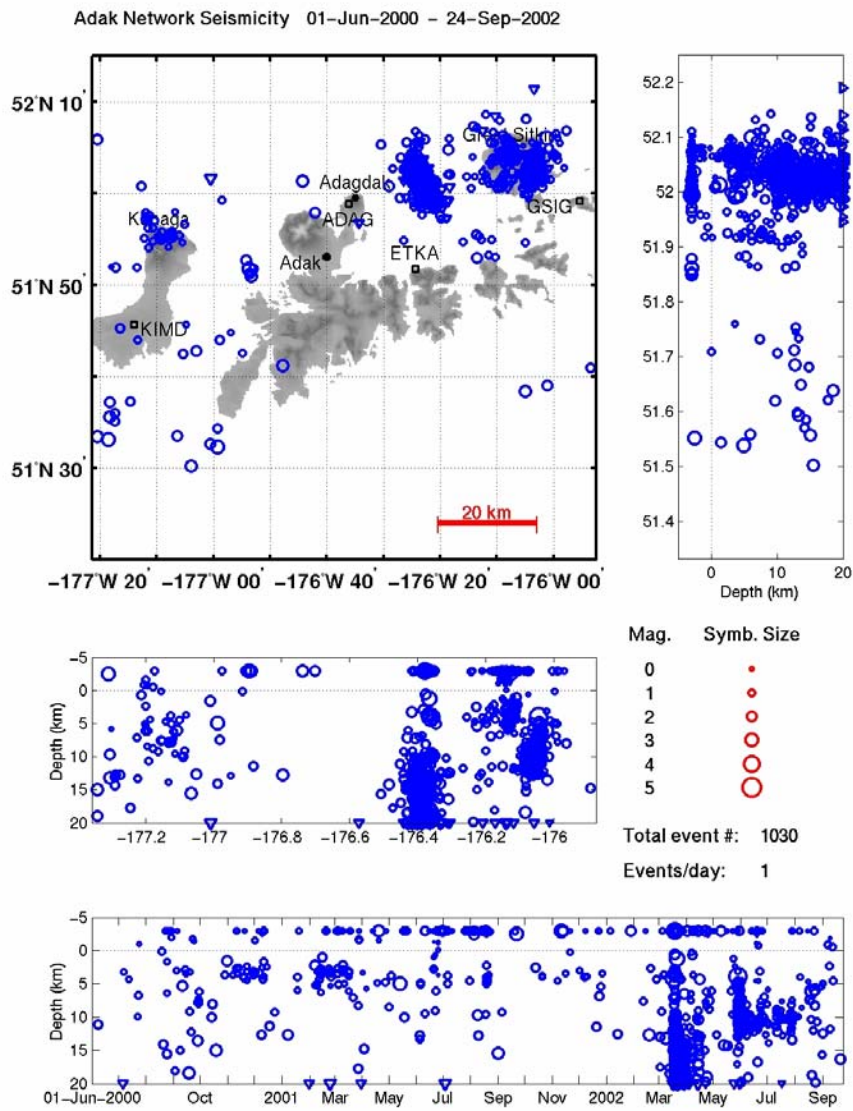 Adak Network Seismicity 01-Jun-2000 - 24-Sep-2002
52°N 10'
51°N 50'
51°N 30'
Kanaga
KIMD
Adagdak
ADAG
Adak
ETKA
Great Sitkin
GSIG
20 km
-177°W 20' -177°W 00' -176°W 40' -176°W 20' -176°W 00'
52.2
52.1
52
51.9
51.8
51.7
51.6
51.5
51.4
0 10 20
Depth (km)
-5
0
5
10
15
20
Depth (km)
-177.2 -177 -176.8 -176.6 -176.4 -176.2 -176
Mag. Symb. Size
0
1
2
3
4
5
Total event #: 1030
Events/day: 1
-5
0
5
10
15
20
Depth (km)
01-Jun-2000 Oct 2001 Mar May Jul Sep Nov 2002 Mar May Jul Sep